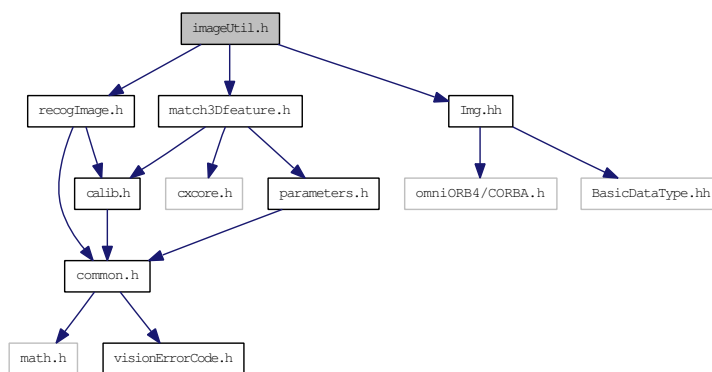 imageUtil.h
recogImage.h
match3Dfeature.h
Img.hh
calib.h
cxcore.h
parameters.h
omniORB4/CORBA.h
BasicDataType.hh
common.h
math.h
visionErrorCode.h